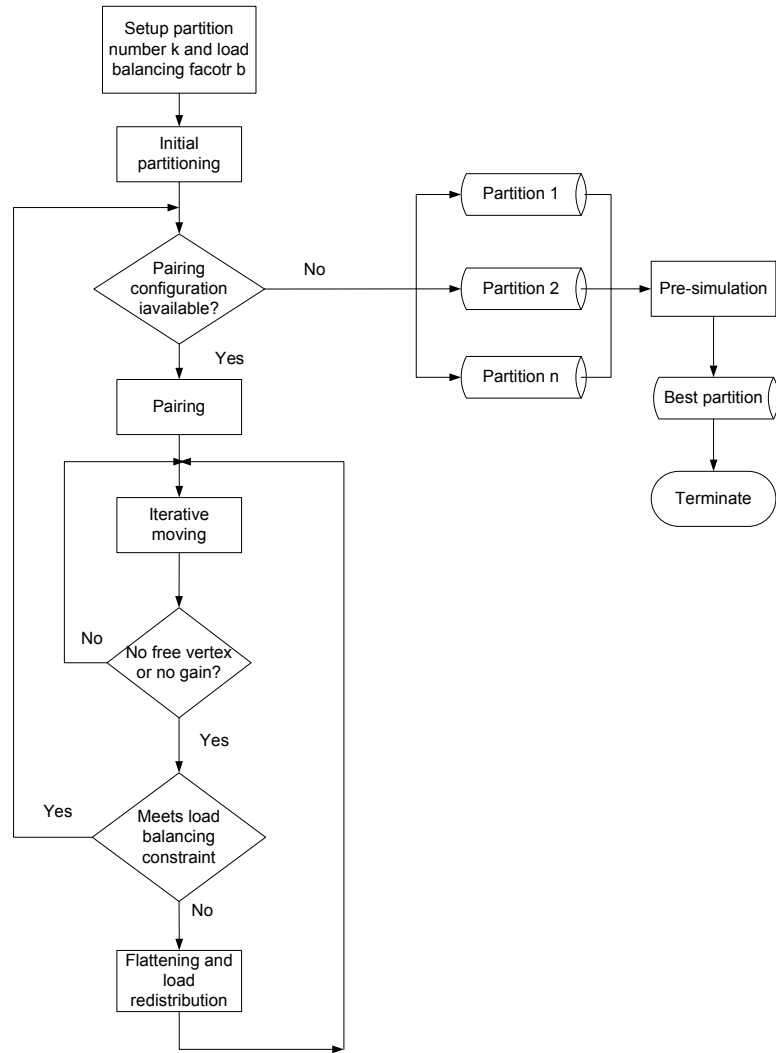 Setup partition
number k and load
balancing facotr b
Initial
partitioning
Pairing
configuration
iavailable?
No
Yes
Partition 1
Partition 2
Partition n
Pre-simulation
Best partition
Terminate
Pairing
Iterative
moving
No
No free vertex
or no gain?
Yes
Yes
Meets load
balancing
constraint
No
Flattening and
load
redistribution